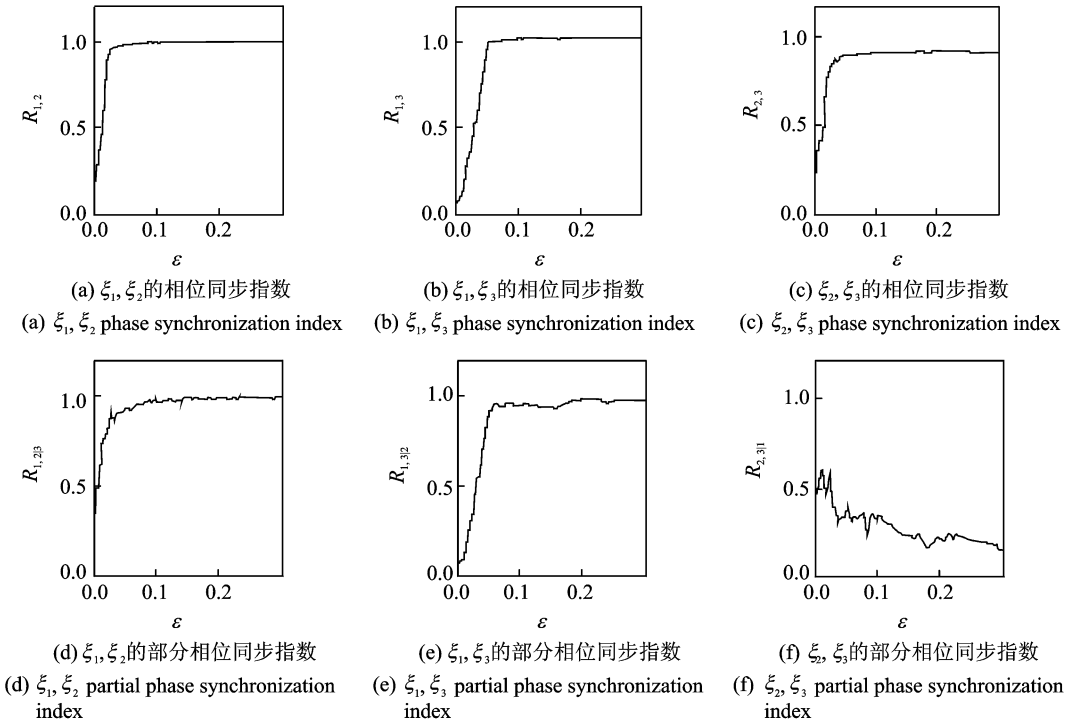 1.0
0.5
0.0
R1, 2
0.0 0.1 0.2
ε
(a) ξ1, ξ2的相位同步指数
(a) ξ1, ξ2 phase synchronization index
1.0
0.5
0.0
R1, 3
0.0 0.1 0.2
ε
(b) ξ1, ξ3的相位同步指数
(b) ξ1, ξ3 phase synchronization index
1.0
0.5
0.0
R2, 3
0.0 0.1 0.2
ε
(c) ξ2, ξ3的相位同步指数
(c) ξ2, ξ3 phase synchronization index
1.0
0.5
0.0
R1, 2|3
0.0 0.1 0.2
ε
(d) ξ1, ξ2的部分相位同步指数
(d) ξ1, ξ2 partial phase synchronization
index
1.0
0.5
0.0
R1, 3|2
0.0 0.1 0.2
ε
(e) ξ1, ξ3的部分相位同步指数
(e) ξ1, ξ3 partial phase synchronization
index
1.0
0.5
0.0
R2, 3|1
0.0 0.1 0.2
ε
(f) ξ2, ξ3的部分相位同步指数
(f) ξ2, ξ3 partial phase synchronization
index